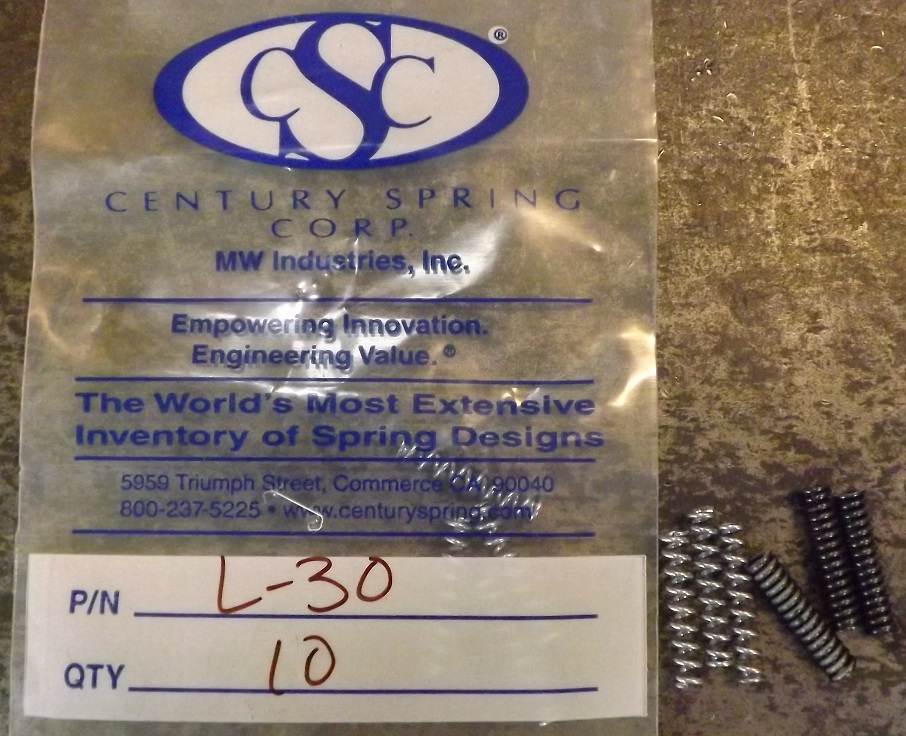 CSC ®
CENTURY SPRING
CORP.
MW Industries, Inc.
Empowering Innovation.
Engineering Value.®
The World's Most Extensive
Inventory of Spring Designs
5959 Triumph Street, Commerce CA, 90040
800-237-5225 • www.centuryspring.com
P/N L-30
QTY 10